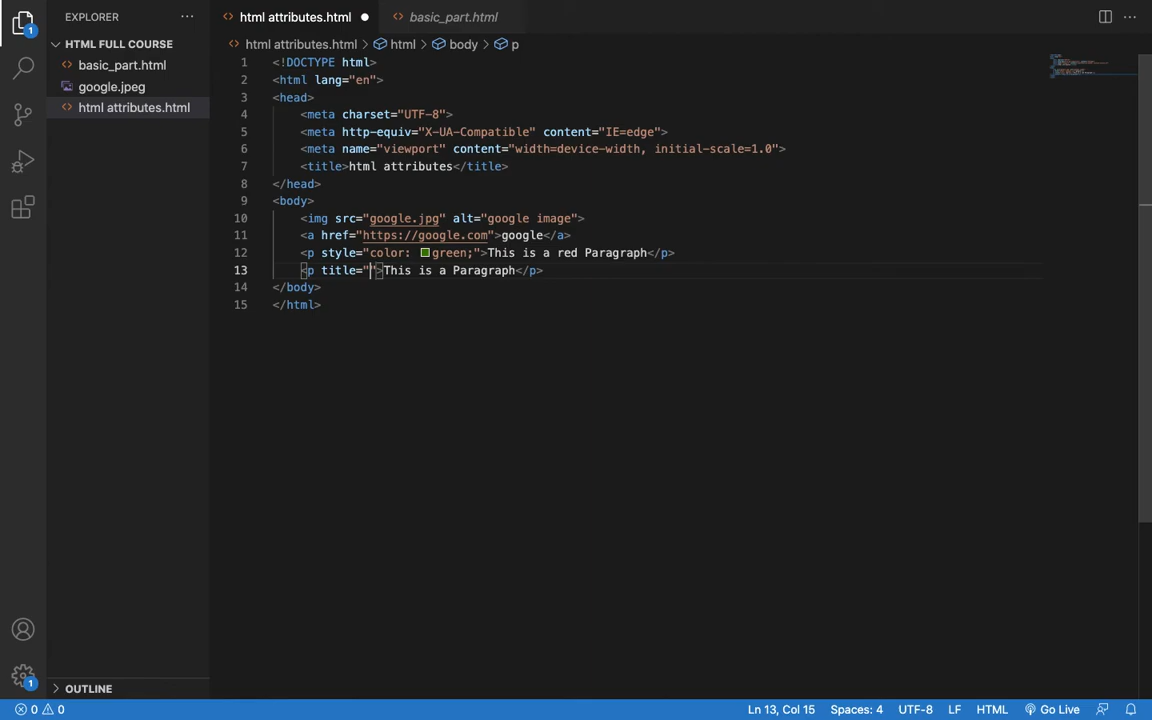 EXPLORER
html attributes.html
basic_part.html
HTML FULL COURSE
basic_part.html
google.jpeg
html attributes.html
html attributes.html > html > body > p
1 <!DOCTYPE html>
2 <html lang="en">
3 <head>
4 <meta charset="UTF-8">
5 <meta http-equiv="X-UA-Compatible" content="IE=edge">
6 <meta name="viewport" content="width=device-width, initial-scale=1.0">
7 <title>html attributes</title>
8 </head>
9 <body>
10 <img src="google.jpg" alt="google image">
11 <a href="https://google.com">google</a>
12 <p style="color: green;">This is a red Paragraph</p>
13 <p title="">This is a Paragraph</p>
14 </body>
15 </html>
1
1
OUTLINE
0 0 Ln 13, Col 15 Spaces: 4 UTF-8 LF HTML Go Live